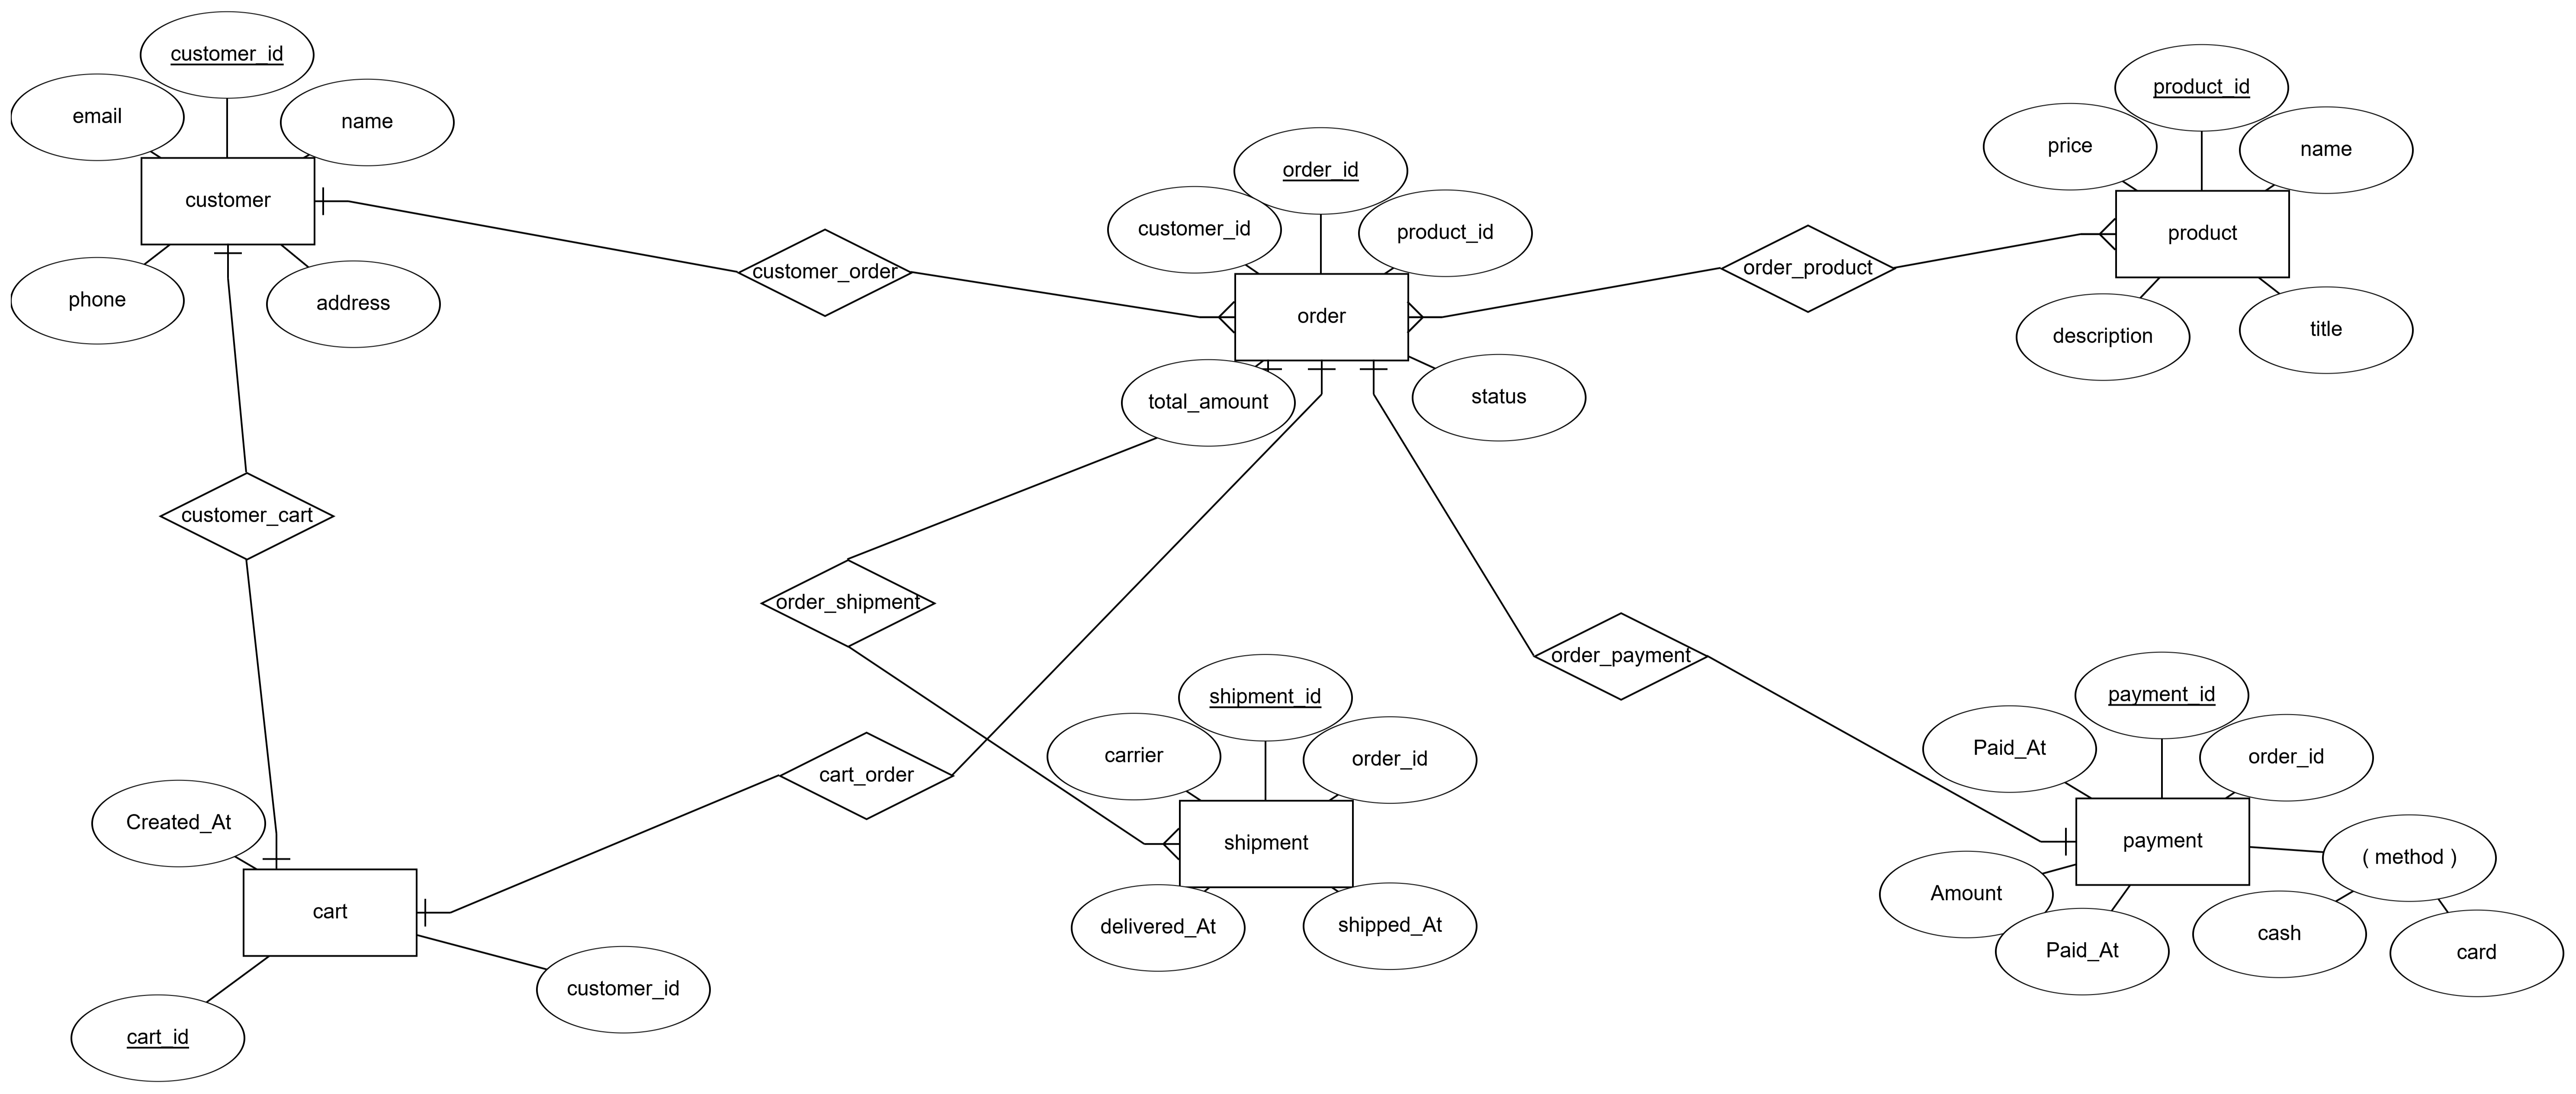 customer_id
email
name
customer
phone
address
customer_order
order_id
customer_id
product_id
order
total_amount
status
order_product
product_id
price
name
product
description
title
customer_cart
order_shipment
order_payment
cart_order
Created_At
cart
customer_id
cart_id
shipment_id
carrier
order_id
shipment
delivered_At
shipped_At
payment_id
Paid_At
order_id
payment
( method )
Amount
Paid_At
cash
card